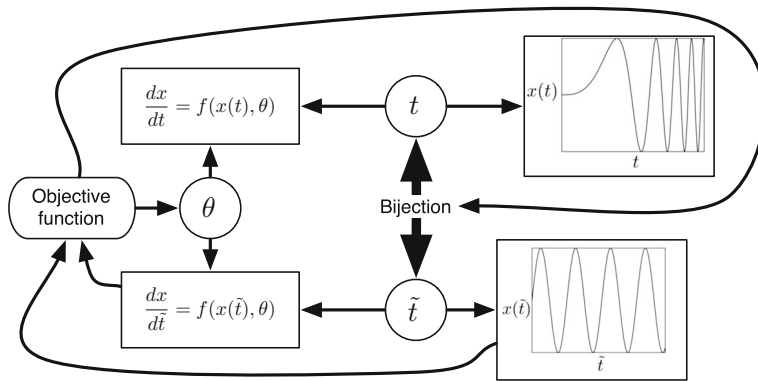 dx/dt = f(x(t), θ)
t
x(t)
t
Objective
function
θ
Bijection
dx/dt̃ = f(x(t̃), θ)
t̃
x(t̃)
t̃